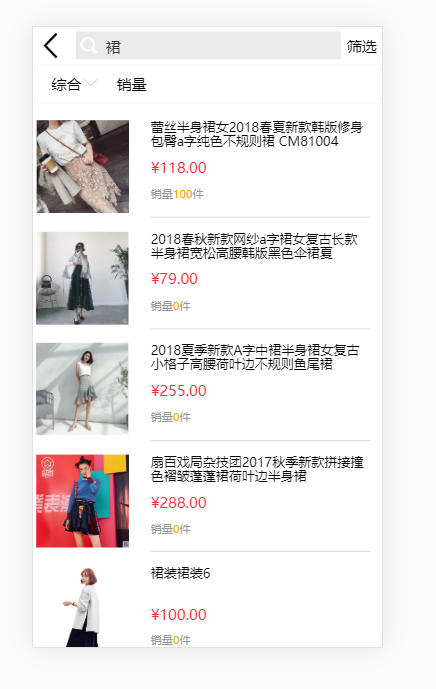 裙
筛选
综合
销量
蕾丝半身裙女2018春夏新款韩版修身
包臀a字纯色不规则裙 CM81004
¥118.00
销量100件
2018春秋新款网纱a字裙女复古长款
半身裙宽松高腰韩版黑色伞裙夏
¥79.00
销量0件
2018夏季新款A字中裙半身裙女复古
小格子高腰荷叶边不规则鱼尾裙
¥255.00
销量0件
扇百戏局杂技团2017秋季新款拼接撞
色褶皱蓬蓬裙荷叶边半身裙
¥288.00
销量0件
裙装裙装6
¥100.00
销量0件